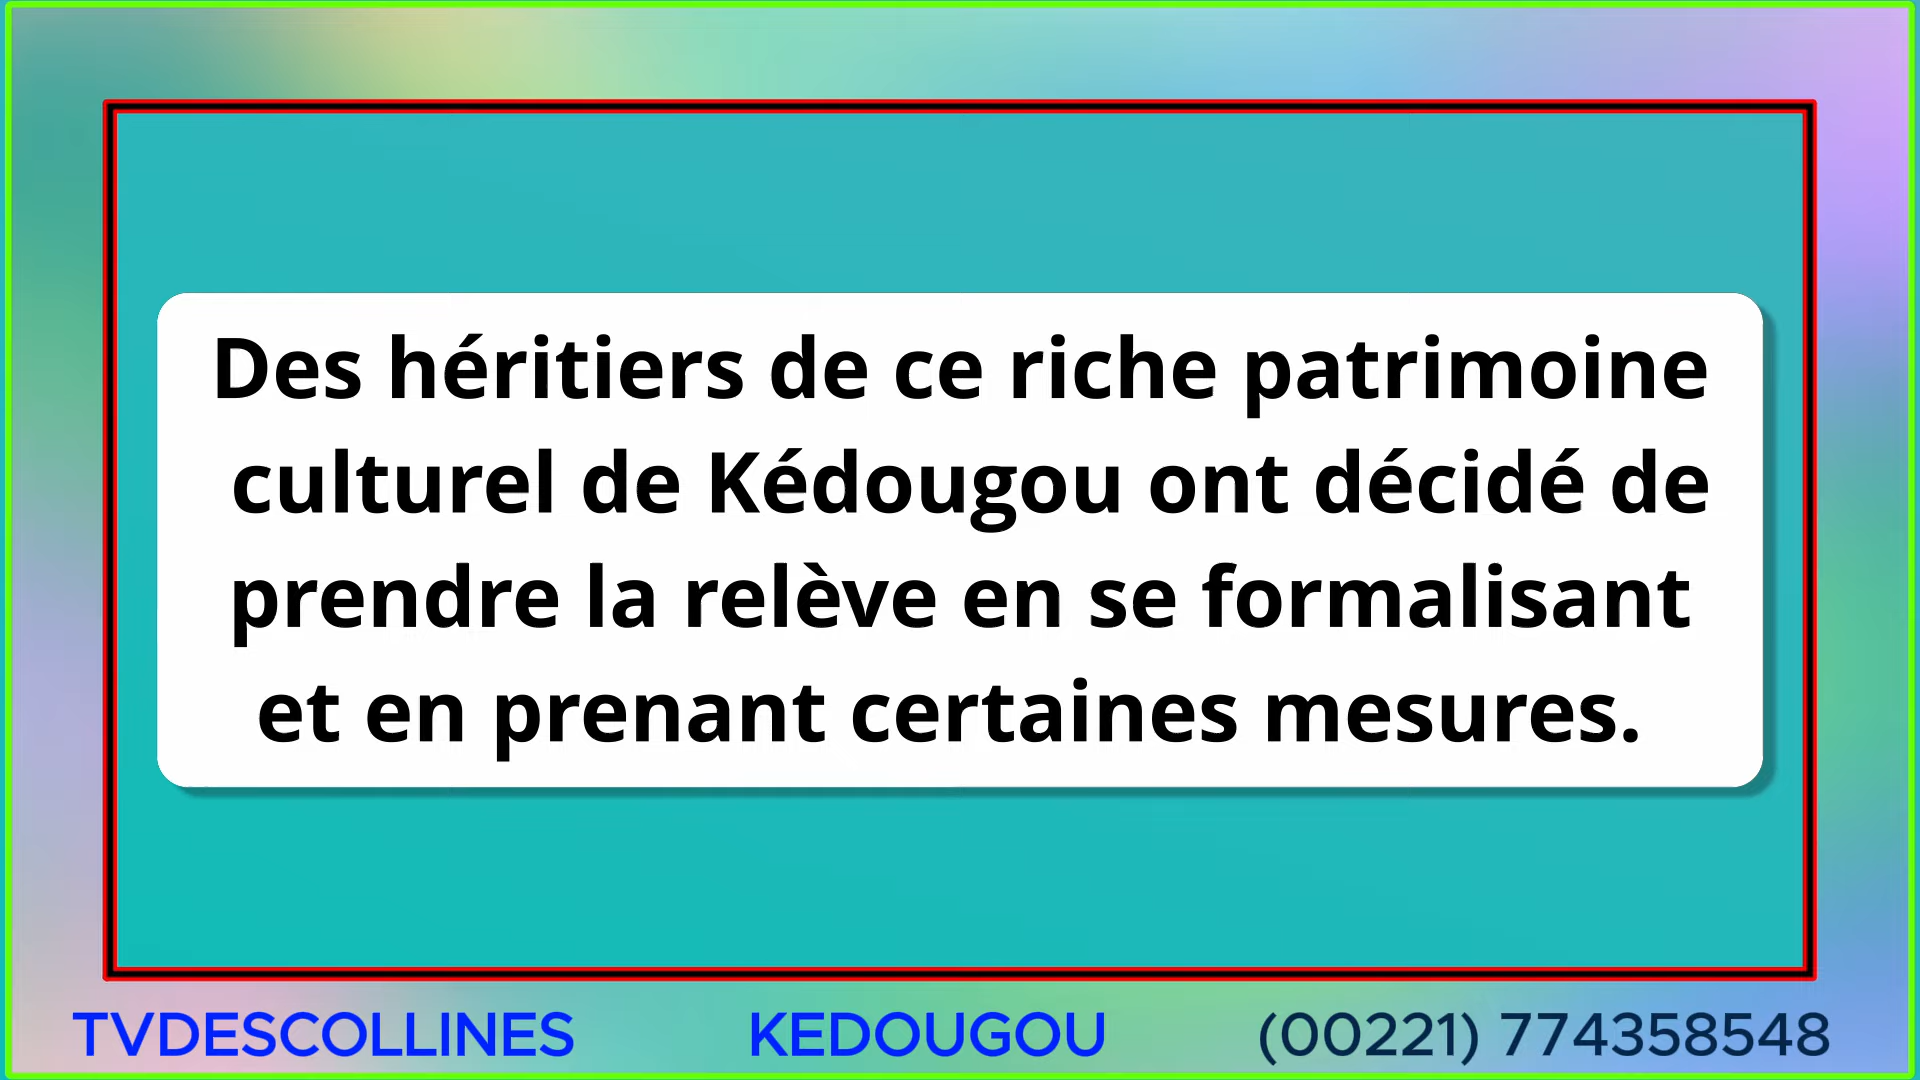 Des héritiers de ce riche patrimoine
culturel de Kédougou ont décidé de
prendre la relève en se formalisant
et en prenant certaines mesures.
TVDESCOLLINES KEDOUGOU (00221) 774358548